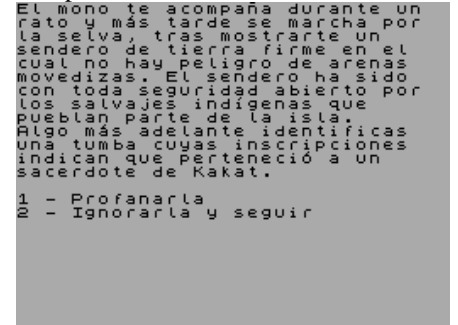 El mono te acompaña durante un
rato y más tarde se marcha por
la selva, tras mostrarte un
sendero de tierra firme en el
cual no hay peligro de arenas
movedizas. El sendero ha sido
con toda seguridad abierto por
los salvajes indígenas que
pueblan parte de la isla.
Algo más adelante identificas
una tumba cuyas inscripciones
indican que perteneció a un
sacerdote de Kakat.
1 - Profanarla
2 - Ignorarla y seguir